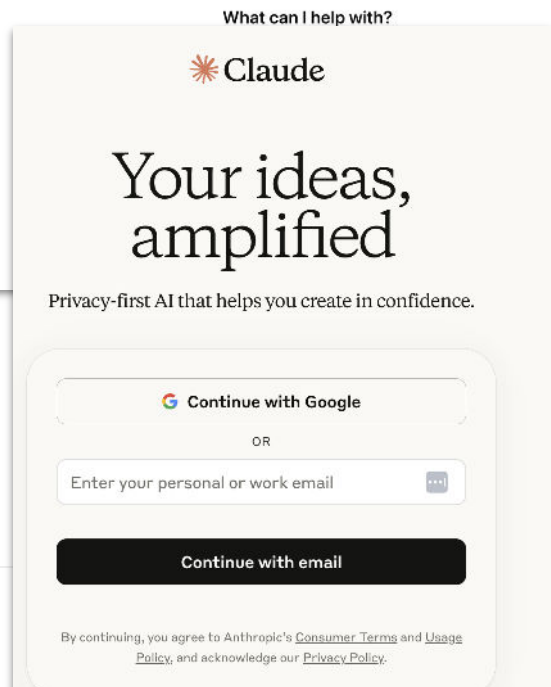 What can I help with?
Claude
Your ideas,
amplified
Privacy-first AI that helps you create in confidence.
Continue with Google
OR
Enter your personal or work email
Continue with email
By continuing, you agree to Anthropic's Consumer Terms and Usage
Policy, and acknowledge our Privacy Policy.